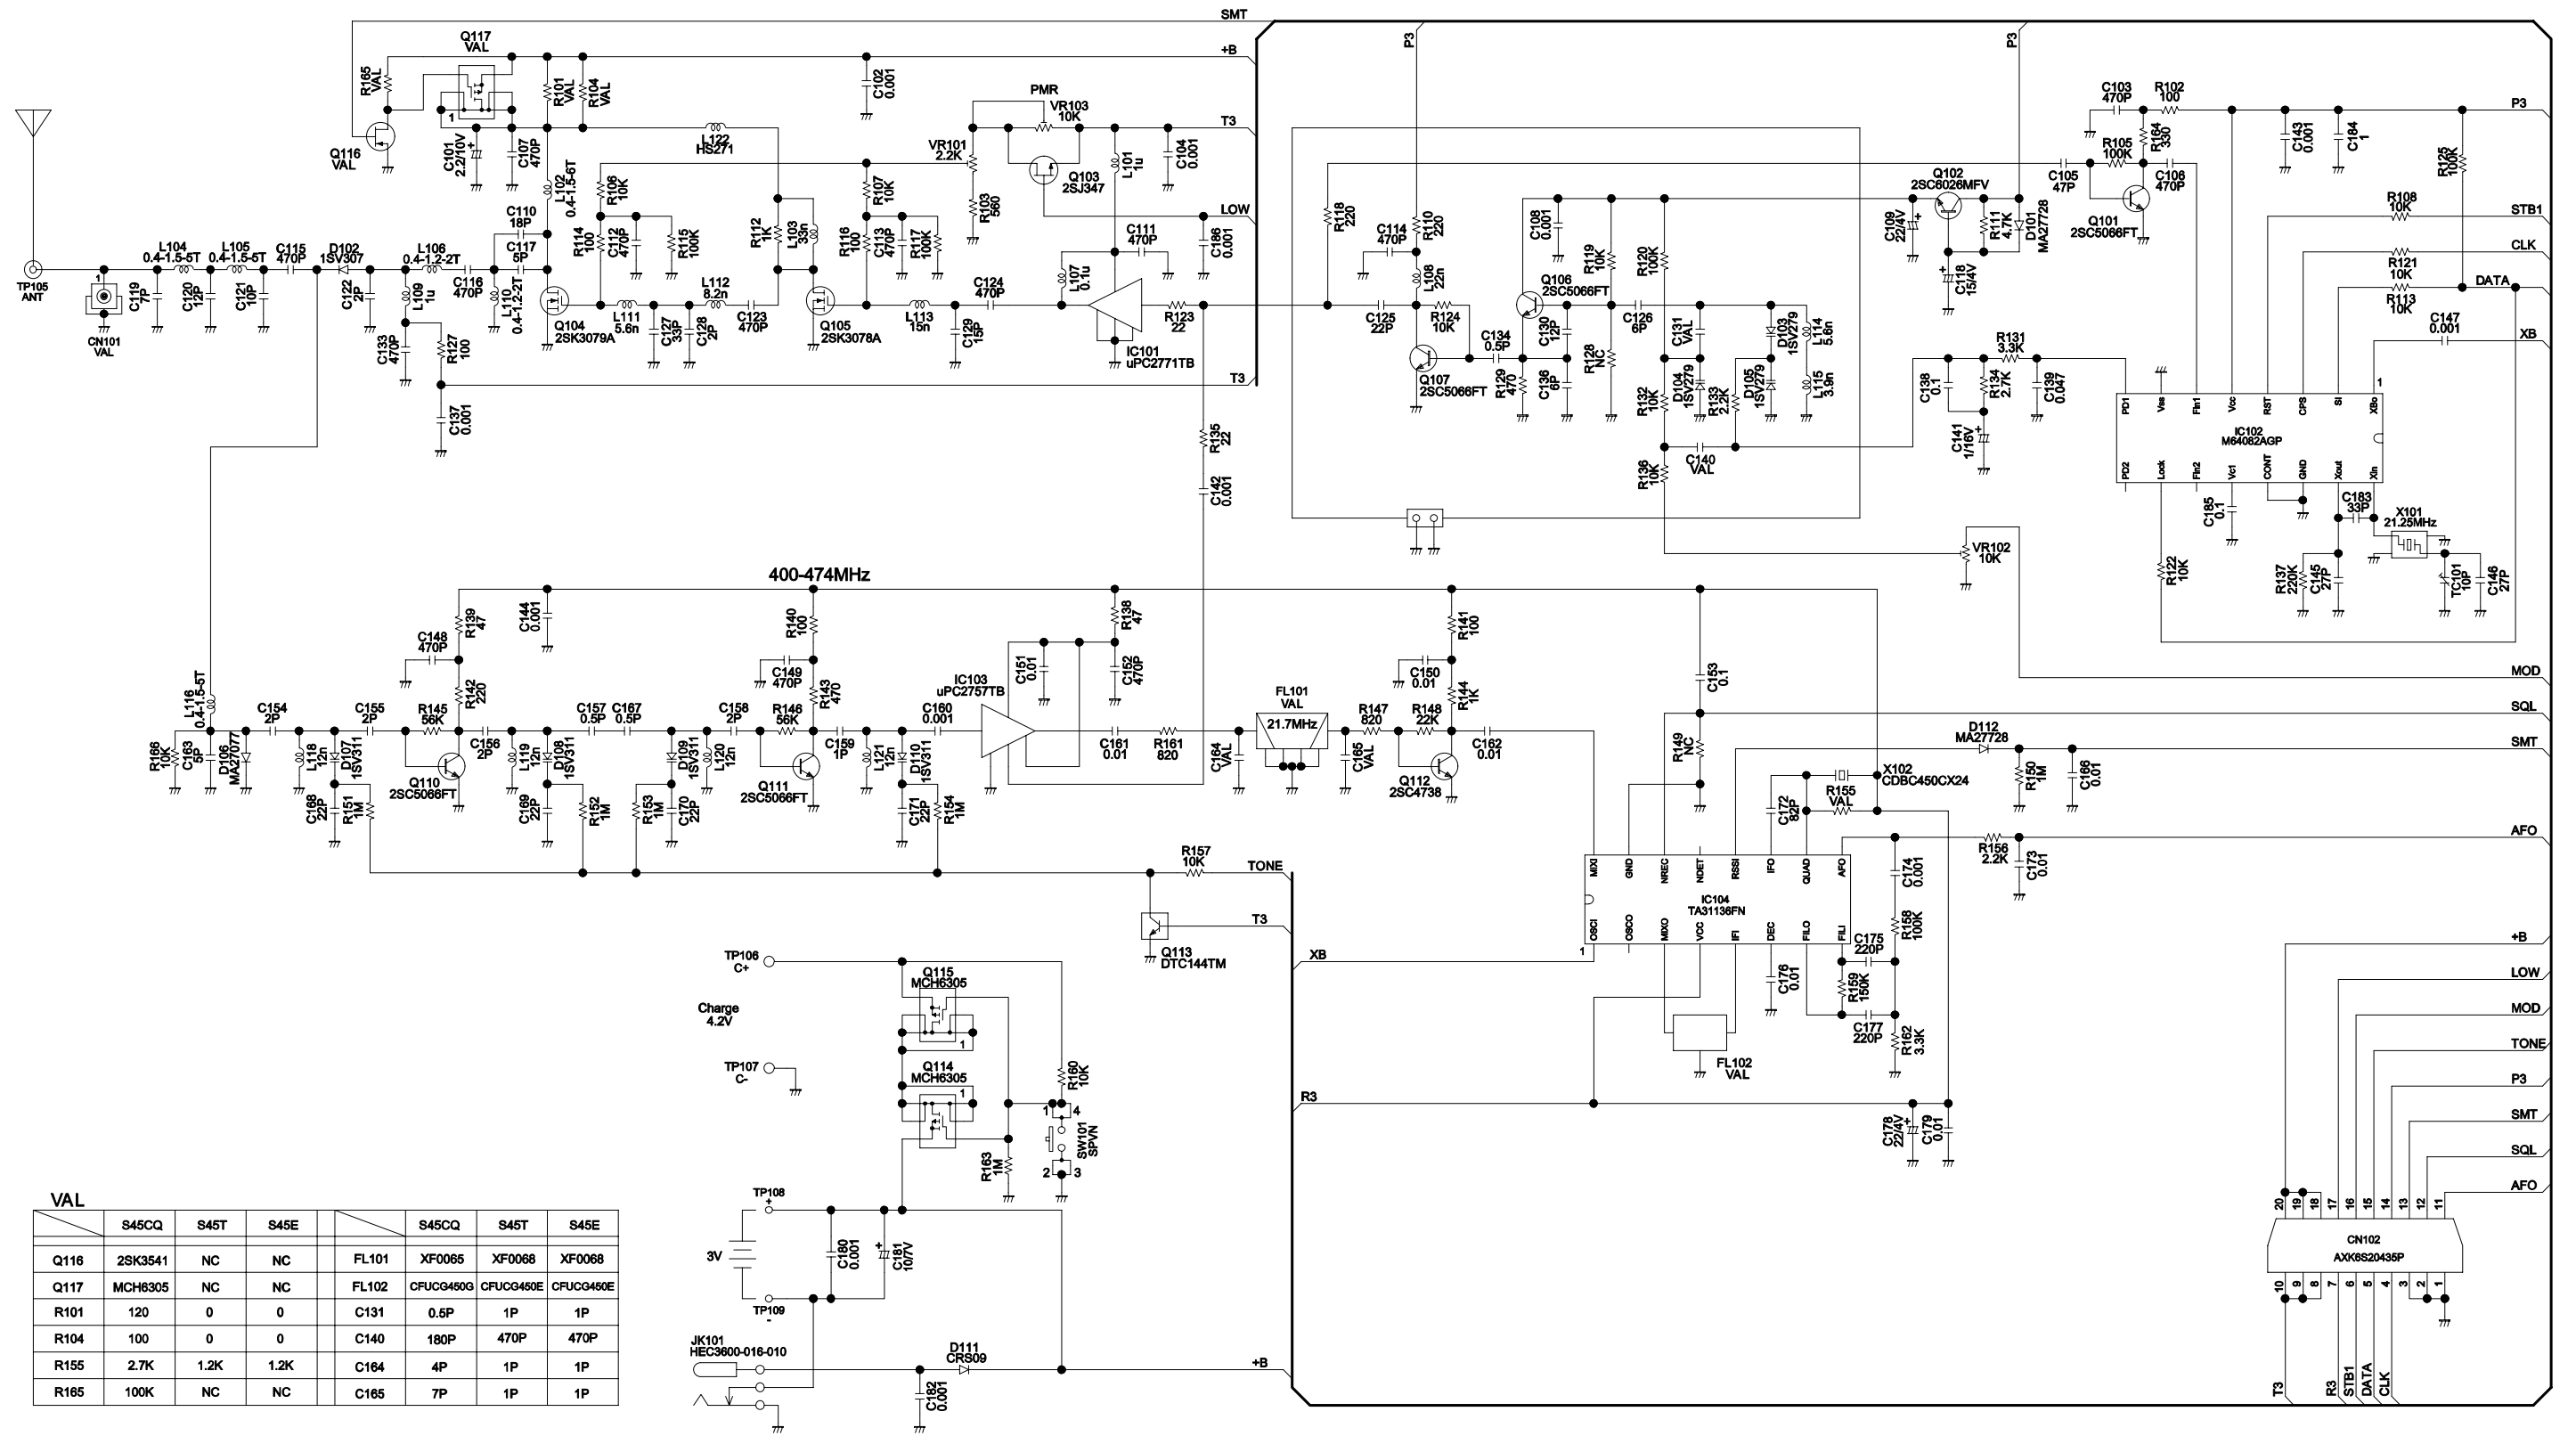 SMT
Q117
VAL
+B
P3
P3
R165
VAL
R101
VAL
R104
VAL
C102
0.001
PMR
VR103
10K
C103
470P
R102
100
P3
1
T3
R164
330
C143
0.001
C184
1
Q116
VAL
C101
2.2/10V
+
C107
470P
L122
HS271
VR101
2.2K
Q103
2SJ347
L101
1u
C104
0.001
R105
100K
R125
100K
C105
47P
C106
470P
Q102
2SC6026MFV
L102
0.4-1.5-6T
R106
10K
R107
10K
R103
560
LOW
R108
10K
STB1
C110
18P
R114
100
C112
470P
R115
100K
R112
1K
L103
33n
R116
100
C113
470P
R117
100K
C186
0.001
R118
220
C114
470P
R110
220
C108
0.001
C109
22/4V
+
R111
4.7K
D101
MA27728
Q101
2SC5066FT
CLK
L104
0.4-1.5-5T
L105
0.4-1.5-5T
C115
470P
D102
1SV307
L106
0.4-1.2-2T
C117
5P
C111
470P
R119
10K
R120
100K
R121
10K
TP105
ANT
1
C116
470P
L107
0.1u
L108
22n
Q106
2SC5066FT
C118
15/4V
+
DATA
C119
7P
C120
12P
C121
10P
C122
2P
L109
1u
L110
0.4-1.2-2T
L112
8.2n
C124
470P
R113
10K
CN101
VAL
Q104
2SK3079A
L111
5.6n
C127
33P
C128
2P
C123
470P
Q105
2SK3078A
L113
15n
C129
15P
R123
22
IC101
uPC2771TB
C125
22P
R124
10K
C134
0.5P
C130
12P
C126
6P
C131
VAL
D103
1SV279
L114
5.6n
R131
3.3K
C147
0.001
XB
C133
470P
R127
100
T3
Q107
2SC5066FT
R129
470
C136
6P
R128
NC
R132
10K
D104
1SV279
R133
2.2K
D105
1SV279
L115
3.9n
C138
0.1
R134
2.7K
C139
0.047
1
PD1
Vss
Fin1
Vcc
RST
CPS
SI
XBo
IC102
M64082AGP
PD2
Lock
Fin2
Vc1
CONT
GND
Xout
Xin
C137
0.001
R135
22
C140
VAL
C141
1/16V
+
R136
10K
C142
0.001
C185
0.1
C183
33P
X101
21.25MHz
VR102
10K
R122
10K
R137
220K
C145
27P
TC101
10P
C146
27P
400-474MHz
R139
47
C144
0.001
R140
100
R138
47
R141
100
C148
470P
C149
470P
C151
0.01
C152
470P
C150
0.01
C153
0.1
MOD
L116
0.4-1.5-5T
R142
220
R143
470
IC103
uPC2757TB
FL101
VAL
R144
1K
C154
2P
C155
2P
R145
56K
C157
0.5P
C167
0.5P
C158
2P
R146
56K
C160
0.001
21.7MHz
R147
820
R148
22K
SQL
R166
10K
C163
5P
D106
MA27077
L118
12n
D107
1SV311
C156
2P
L119
12n
D108
1SV311
D109
1SV311
L120
12n
C159
1P
L121
12n
D110
1SV311
C161
0.01
R161
820
C164
VAL
C165
VAL
C162
0.01
R149
NC
D112
MA27728
SMT
Q110
2SC5066FT
Q111
2SC5066FT
Q112
2SC4738
X102
CDBC450CX24
R150
1M
C166
0.01
C168
22P
R151
1M
C169
22P
R152
1M
R153
1M
C170
22P
C171
22P
R154
1M
C172
82P
R155
VAL
AFO
R157
10K
TONE
R156
2.2K
C173
0.01
C174
0.001
MIXI
GND
NREC
NDET
RSSI
IFO
QUAD
AFO
IC104
TA31136FN
OSCI
OSCO
MIXO
VCC
IFI
DEC
FILO
FILI
1
T3
Q113
DTC144TM
R158
100K
+B
XB
TP106
C+
Q115
MCH6305
C175
220P
LOW
C176
0.01
R159
150K
Charge
4.2V
1
C177
220P
R162
3.3K
MOD
TONE
TP107
C-
Q114
MCH6305
1
R160
10K
FL102
VAL
P3
R3
1 4
SW101
SPVN
2 3
C178
22/4V
+
C179
0.01
SMT
R163
1M
SQL
TP108
+
AFO
20 19 18 17 16 15 14 13 12 11
CN102
AXK6S20435P
10 9 8 7 6 5 4 3 2 1
3V
C180
0.001
C181
10/7V
+
TP109
-
JK101
HEC3600-016-010
D111
CRS09
+B
C182
0.001
T3
R3
STB1
DATA
CLK
VAL
S45CQ S45T S45E S45CQ S45T S45E
Q116 2SK3541 NC NC FL101 XF0065 XF0068 XF0068
Q117 MCH6305 NC NC FL102 CFUCG450G CFUCG450E CFUCG450E
R101 120 0 0 C131 0.5P 1P 1P
R104 100 0 0 C140 180P 470P 470P
R155 2.7K 1.2K 1.2K C164 4P 1P 1P
R165 100K NC NC C165 7P 1P 1P